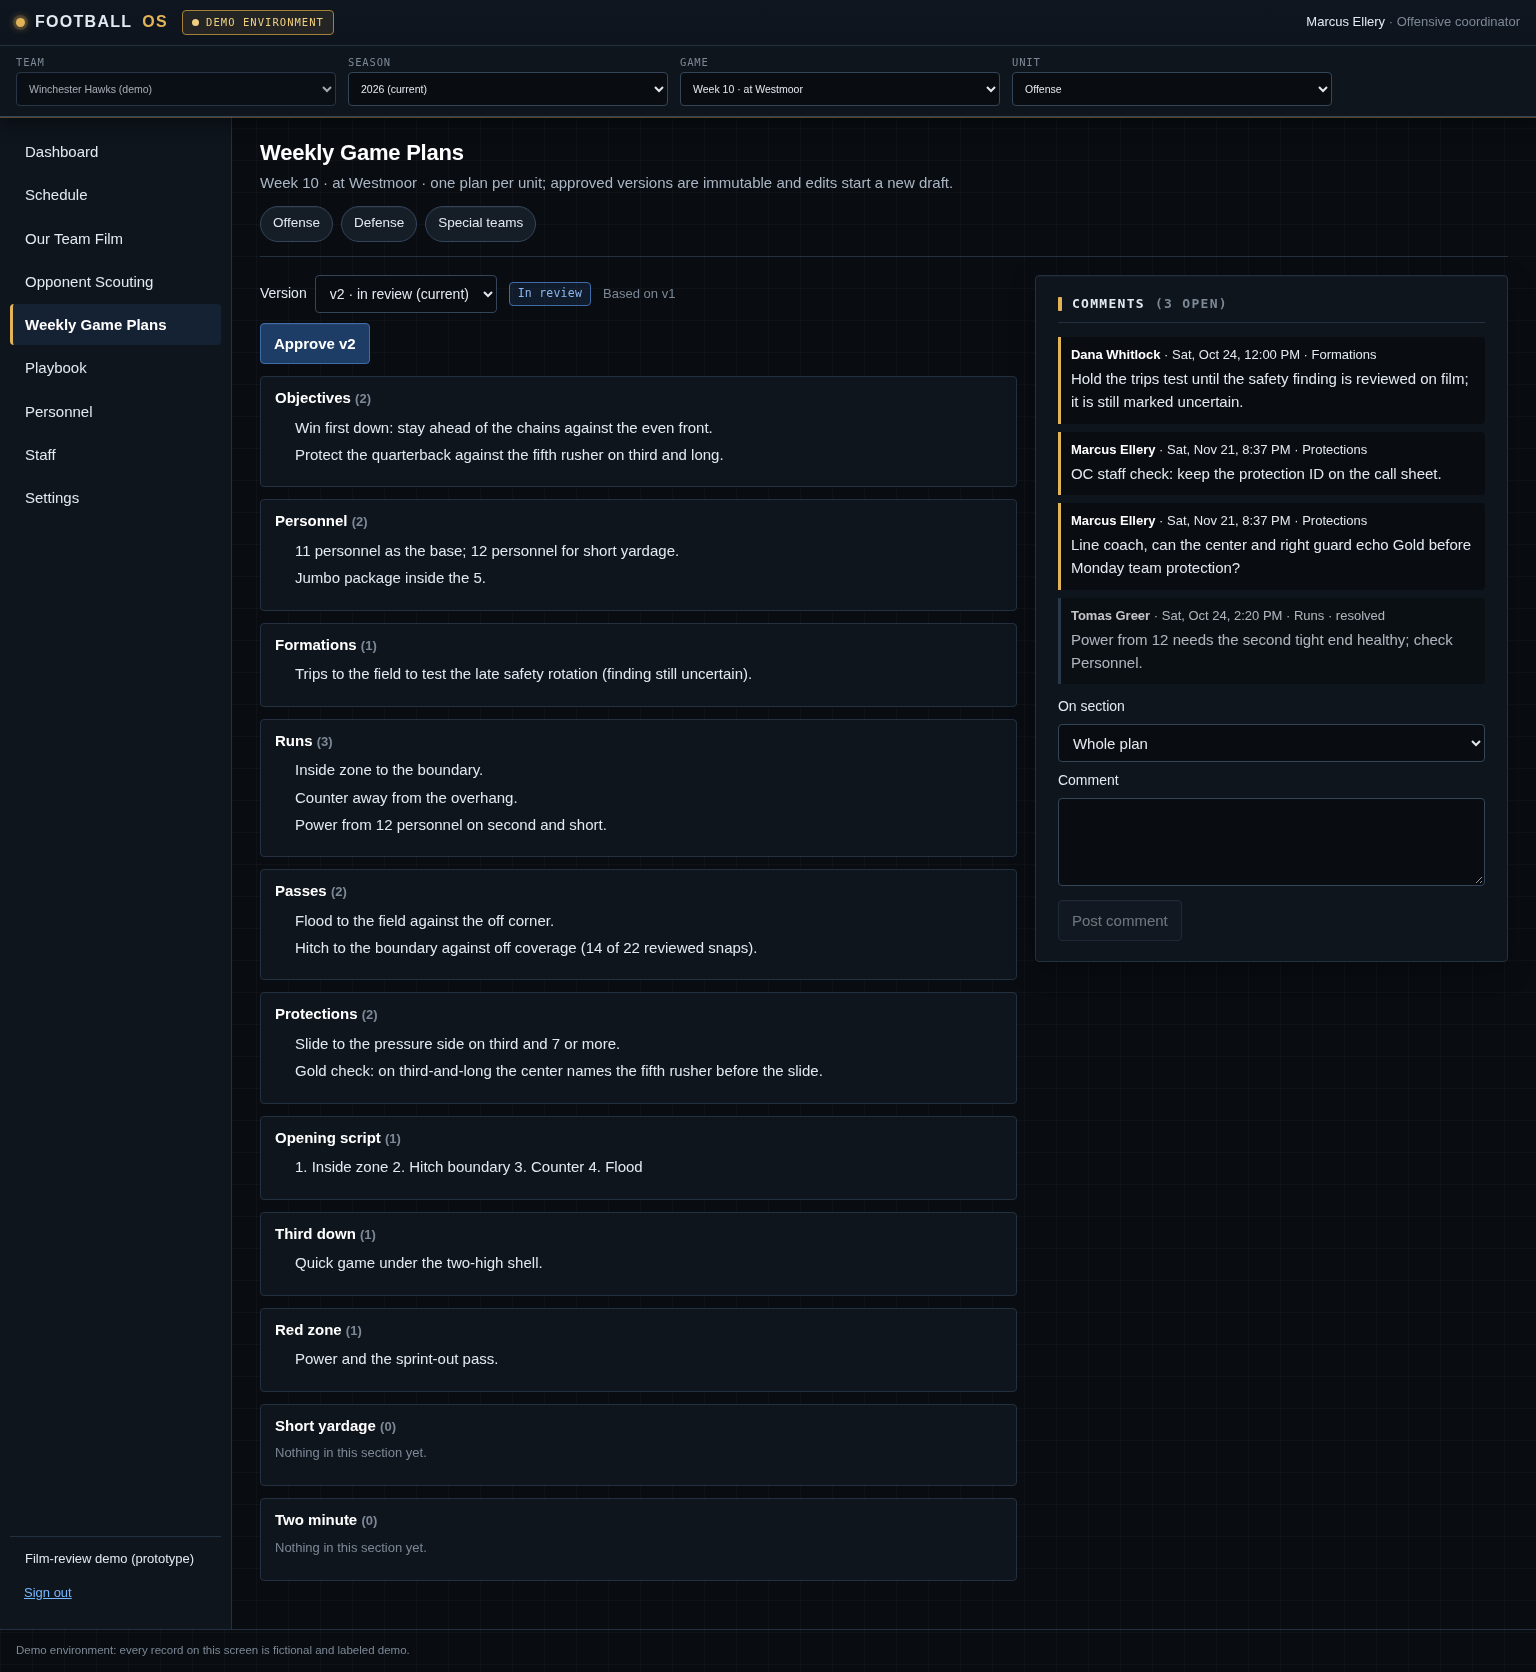 FOOTBALL OS
DEMO ENVIRONMENT
Marcus Ellery · Offensive coordinator
TEAM
Winchester Hawks (demo)
SEASON
2026 (current)
GAME
Week 10 · at Westmoor
UNIT
Offense
Dashboard
Schedule
Our Team Film
Opponent Scouting
Weekly Game Plans
Playbook
Personnel
Staff
Settings
Film-review demo (prototype)
Sign out
Weekly Game Plans
Week 10 · at Westmoor · one plan per unit; approved versions are immutable and edits start a new draft.
Offense
Defense
Special teams
Version
v2 · in review (current)
In review
Based on v1
Approve v2
Objectives (2)
Win first down: stay ahead of the chains against the even front.
Protect the quarterback against the fifth rusher on third and long.
Personnel (2)
11 personnel as the base; 12 personnel for short yardage.
Jumbo package inside the 5.
Formations (1)
Trips to the field to test the late safety rotation (finding still uncertain).
Runs (3)
Inside zone to the boundary.
Counter away from the overhang.
Power from 12 personnel on second and short.
Passes (2)
Flood to the field against the off corner.
Hitch to the boundary against off coverage (14 of 22 reviewed snaps).
Protections (2)
Slide to the pressure side on third and 7 or more.
Gold check: on third-and-long the center names the fifth rusher before the slide.
Opening script (1)
1. Inside zone 2. Hitch boundary 3. Counter 4. Flood
Third down (1)
Quick game under the two-high shell.
Red zone (1)
Power and the sprint-out pass.
Short yardage (0)
Nothing in this section yet.
Two minute (0)
Nothing in this section yet.
COMMENTS (3 OPEN)
Dana Whitlock · Sat, Oct 24, 12:00 PM · Formations
Hold the trips test until the safety finding is reviewed on film;
it is still marked uncertain.
Marcus Ellery · Sat, Nov 21, 8:37 PM · Protections
OC staff check: keep the protection ID on the call sheet.
Marcus Ellery · Sat, Nov 21, 8:37 PM · Protections
Line coach, can the center and right guard echo Gold before
Monday team protection?
Tomas Greer · Sat, Oct 24, 2:20 PM · Runs · resolved
Power from 12 needs the second tight end healthy; check
Personnel.
On section
Whole plan
Comment
Post comment
Demo environment: every record on this screen is fictional and labeled demo.